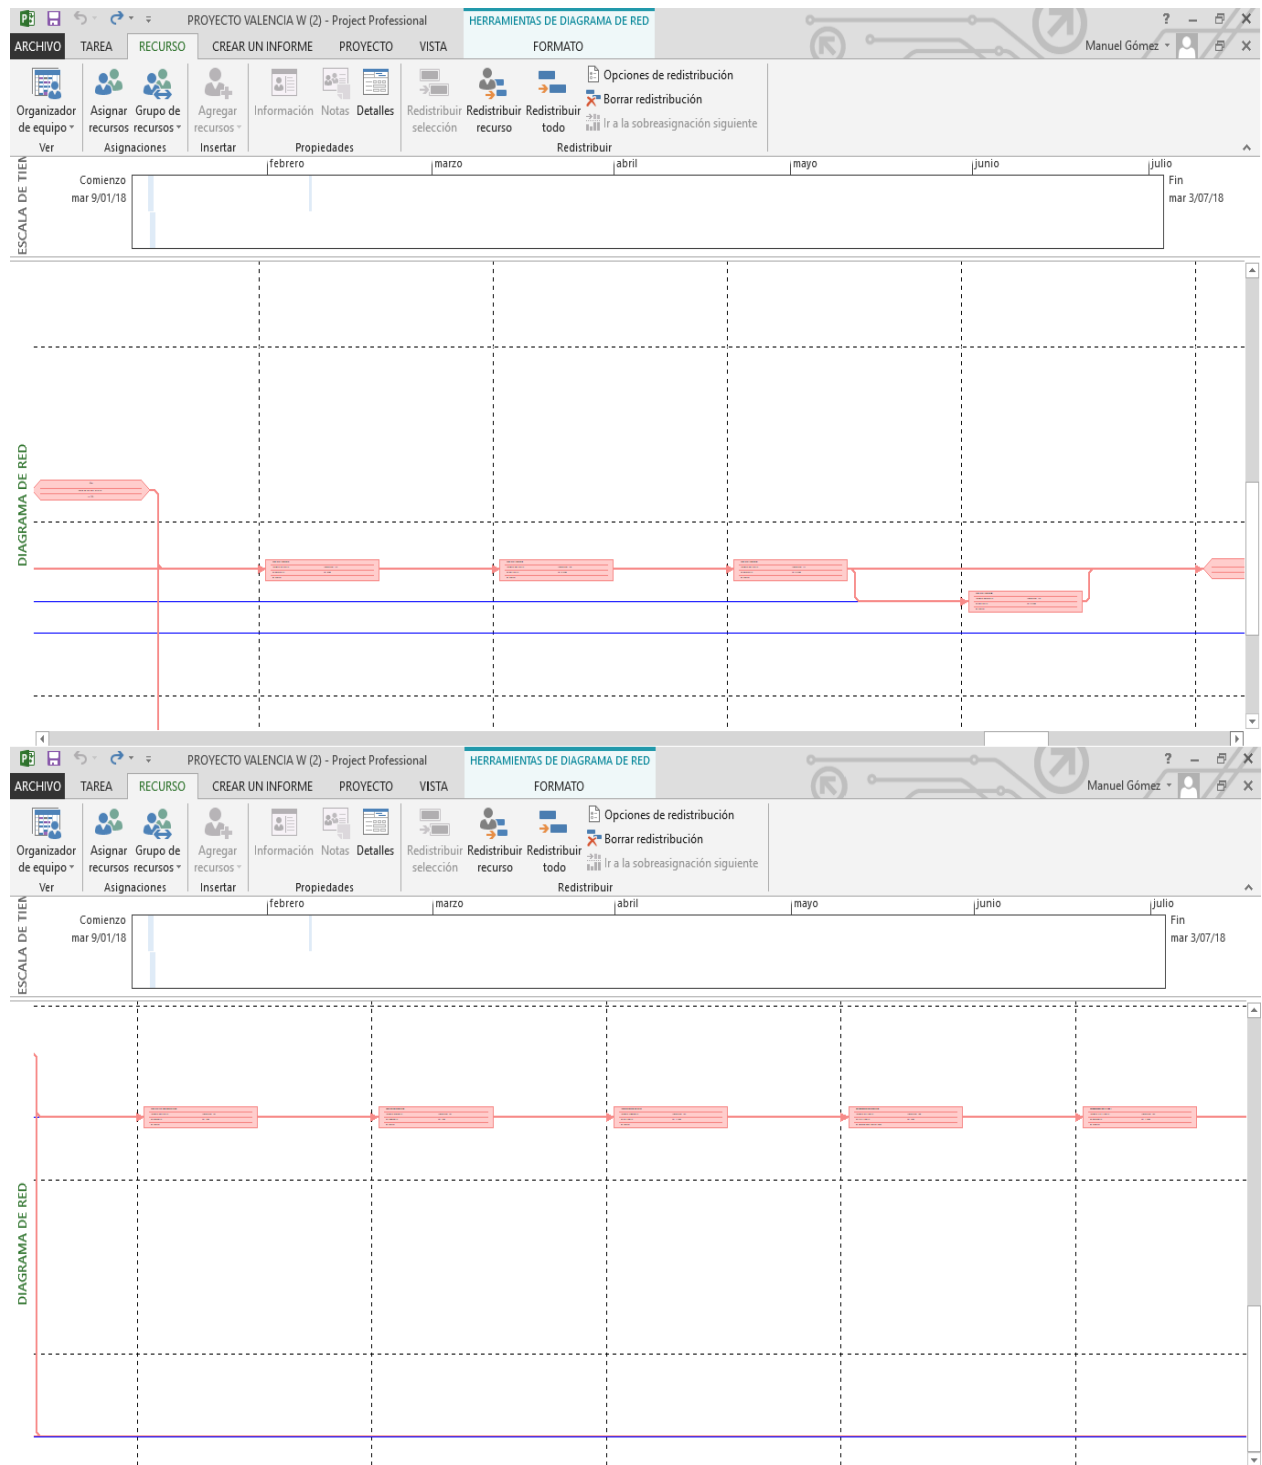 PROYECTO VALENCIA W (2) - Project Professional
HERRAMIENTAS DE DIAGRAMA DE RED
?
ARCHIVO TAREA RECURSO CREAR UN INFORME PROYECTO VISTA FORMATO
Manuel Gómez
Organizador de equipo
Asignar recursos
Grupo de recursos
Agregar recursos
Información
Notas
Detalles
Redistribuir selección
Redistribuir recurso
Redistribuir todo
Opciones de redistribución
Borrar redistribución
Ir a la sobreasignación siguiente
Ver Asignaciones Insertar Propiedades Redistribuir
ESCALA DE TIEN
febrero marzo abril mayo junio julio
Comienzo
mar 9/01/18
Fin
mar 3/07/18
DIAGRAMA DE RED
PROYECTO VALENCIA W (2) - Project Professional
HERRAMIENTAS DE DIAGRAMA DE RED
?
ARCHIVO TAREA RECURSO CREAR UN INFORME PROYECTO VISTA FORMATO
Manuel Gómez
Organizador de equipo
Asignar recursos
Grupo de recursos
Agregar recursos
Información
Notas
Detalles
Redistribuir selección
Redistribuir recurso
Redistribuir todo
Opciones de redistribución
Borrar redistribución
Ir a la sobreasignación siguiente
Ver Asignaciones Insertar Propiedades Redistribuir
ESCALA DE TIEN
febrero marzo abril mayo junio julio
Comienzo
mar 9/01/18
Fin
mar 3/07/18
DIAGRAMA DE RED